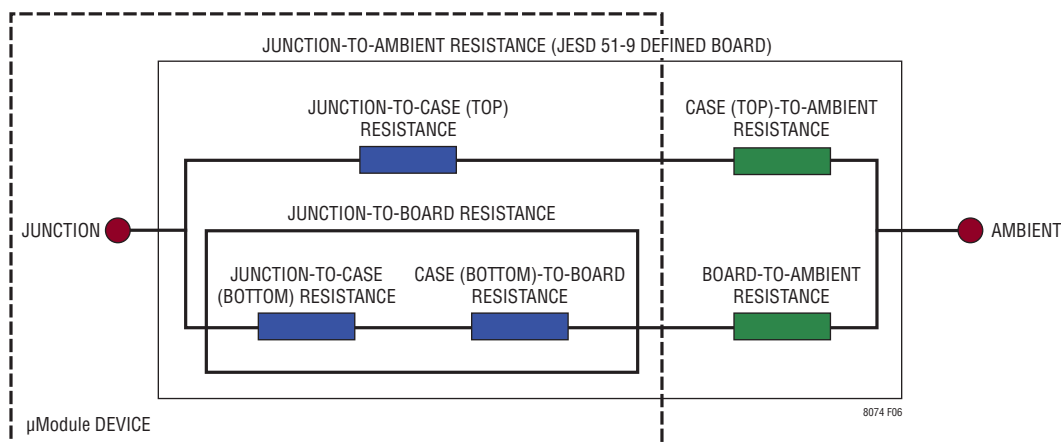 JUNCTION-TO-AMBIENT RESISTANCE (JESD 51-9 DEFINED BOARD)
JUNCTION-TO-CASE (TOP)
RESISTANCE
CASE (TOP)-TO-AMBIENT
RESISTANCE
JUNCTION-TO-BOARD RESISTANCE
JUNCTION
AMBIENT
JUNCTION-TO-CASE
(BOTTOM) RESISTANCE
CASE (BOTTOM)-TO-BOARD
RESISTANCE
BOARD-TO-AMBIENT
RESISTANCE
8074 F06
µModule DEVICE